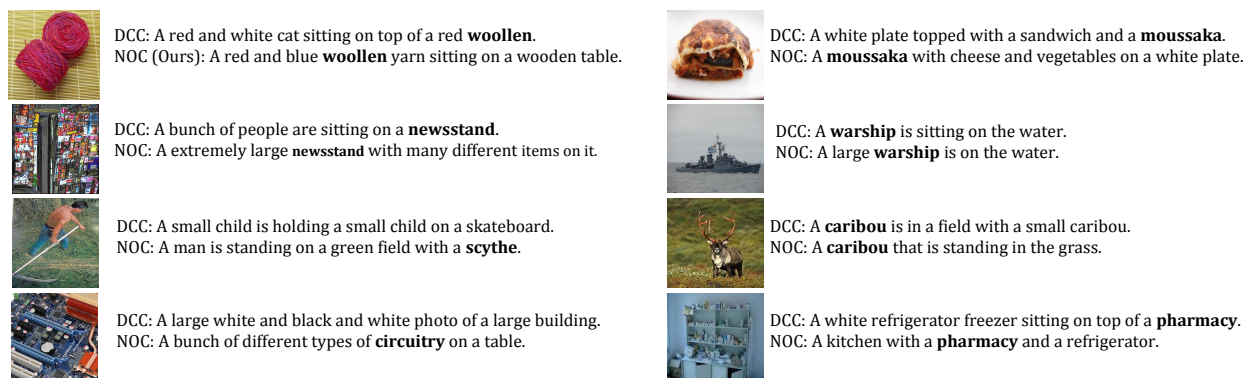 DCC: A red and white cat sitting on top of a red woollen.
NOC (Ours): A red and blue woollen yarn sitting on a wooden table.
DCC: A bunch of people are sitting on a newsstand.
NOC: A extremely large newsstand with many different items on it.
DCC: A small child is holding a small child on a skateboard.
NOC: A man is standing on a green field with a scythe.
DCC: A large white and black and white photo of a large building.
NOC: A bunch of different types of circuitry on a table.
DCC: A white plate topped with a sandwich and a moussaka.
NOC: A moussaka with cheese and vegetables on a white plate.
DCC: A warship is sitting on the water.
NOC: A large warship is on the water.
DCC: A caribou is in a field with a small caribou.
NOC: A caribou that is standing in the grass.
DCC: A white refrigerator freezer sitting on top of a pharmacy.
NOC: A kitchen with a pharmacy and a refrigerator.